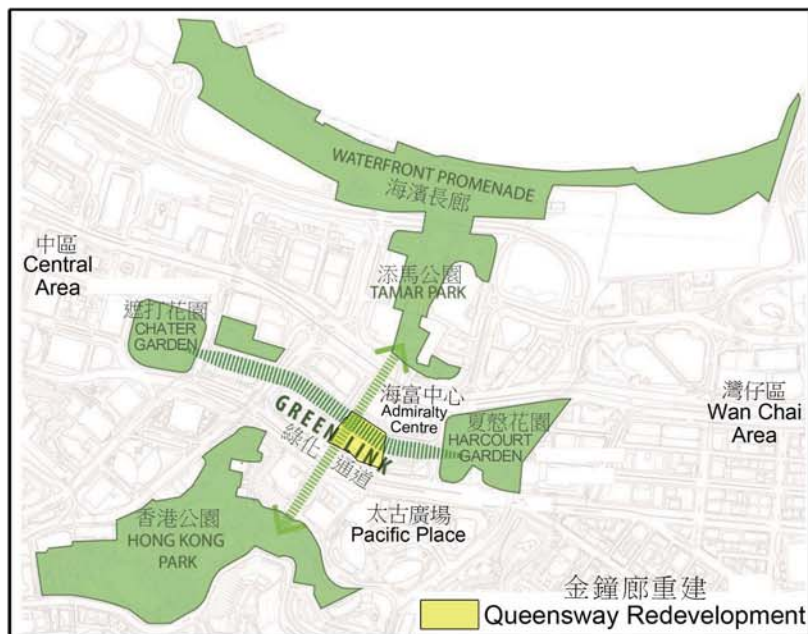 WATERFRONT PROMENADE
海濱長廊
中區
Central
Area
添馬公園
TAMAR PARK
遮打花園
CHATER
GARDEN
海富中心
Admiralty
Centre
灣仔區
Wan Chai
Area
夏慤花園
HARCOURT
GARDEN
GREEN LINK
綠化 通道
香港公園
HONG KONG
PARK
太古廣場
Pacific Place
金鐘廊重建
Queensway Redevelopment